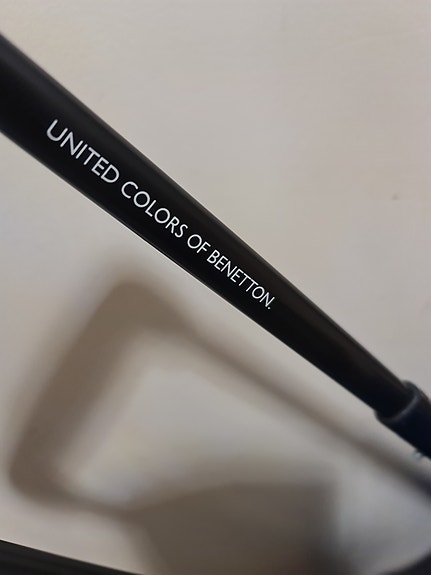 UNITED COLORS OF BENETTON.